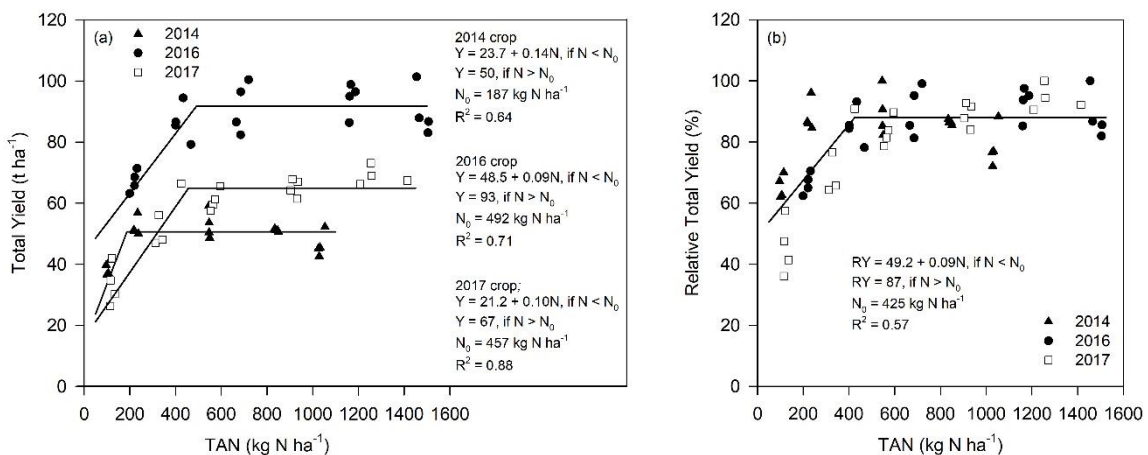 (a)
2014
2016
2017
2014 crop
Y = 23.7 + 0.14N, if N < N₀
Y = 50, if N > N₀
N₀ = 187 kg N ha⁻¹
R² = 0.64
2016 crop
Y = 48.5 + 0.09N, if N < N₀
Y = 93, if N > N₀
N₀ = 492 kg N ha⁻¹
R² = 0.71
2017 crop:
Y = 21.2 + 0.10N, if N < N₀
Y = 67, if N > N₀
N₀ = 457 kg N ha⁻¹
R² = 0.88
Total Yield (t ha⁻¹)
120
100
80
60
40
20
0
0 200 400 600 800 1000 1200 1400 1600
TAN (kg N ha⁻¹)
(b)
Relative Total Yield (%)
120
100
80
60
40
20
0
RY = 49.2 + 0.09N, if N < N₀
RY = 87, if N > N₀
N₀ = 425 kg N ha⁻¹
R² = 0.57
2014
2016
2017
0 200 400 600 800 1000 1200 1400 1600
TAN (kg N ha⁻¹)